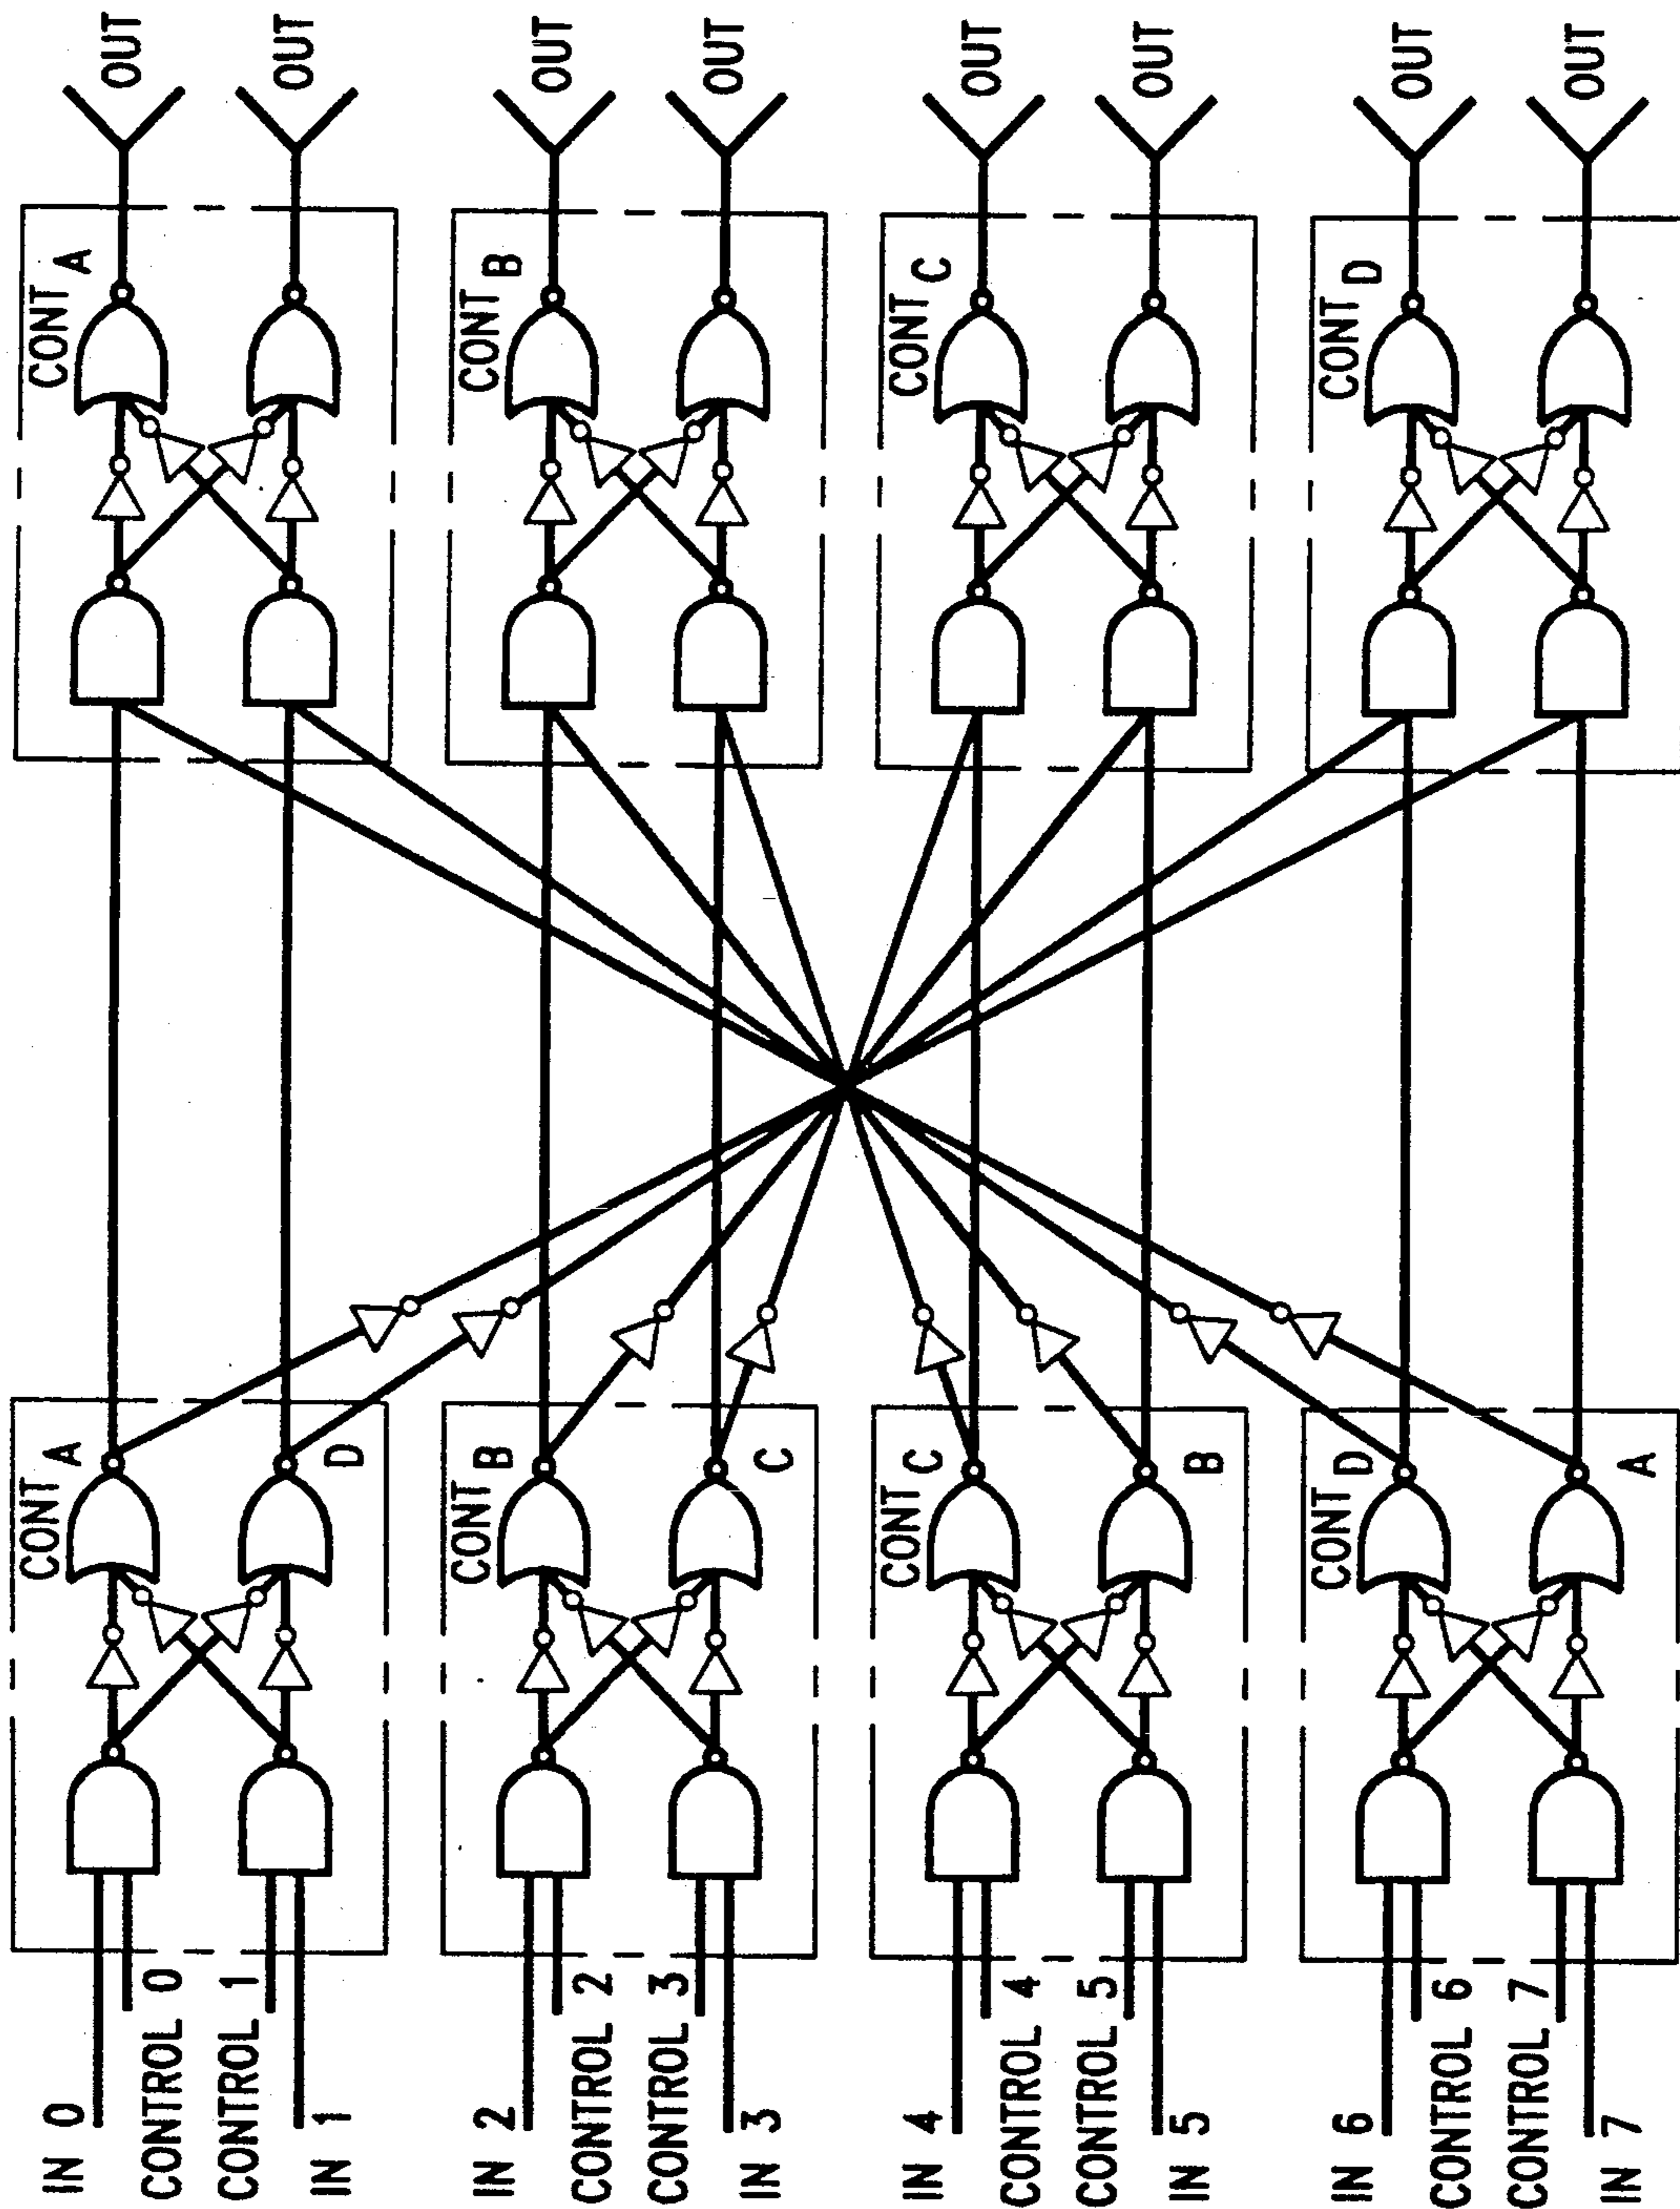 IN 0
CONTROL 0
CONTROL 1
IN 1
IN 2
CONTROL 2
CONTROL 3
IN 3
IN 4
CONTROL 4
CONTROL 5
IN 5
IN 6
CONTROL 6
CONTROL 7
IN 7
CONT A
D
CONT B
C
CONT C
B
CONT D
A
CONT A
CONT B
CONT C
CONT D
OUT
OUT
OUT
OUT
OUT
OUT
OUT
OUT